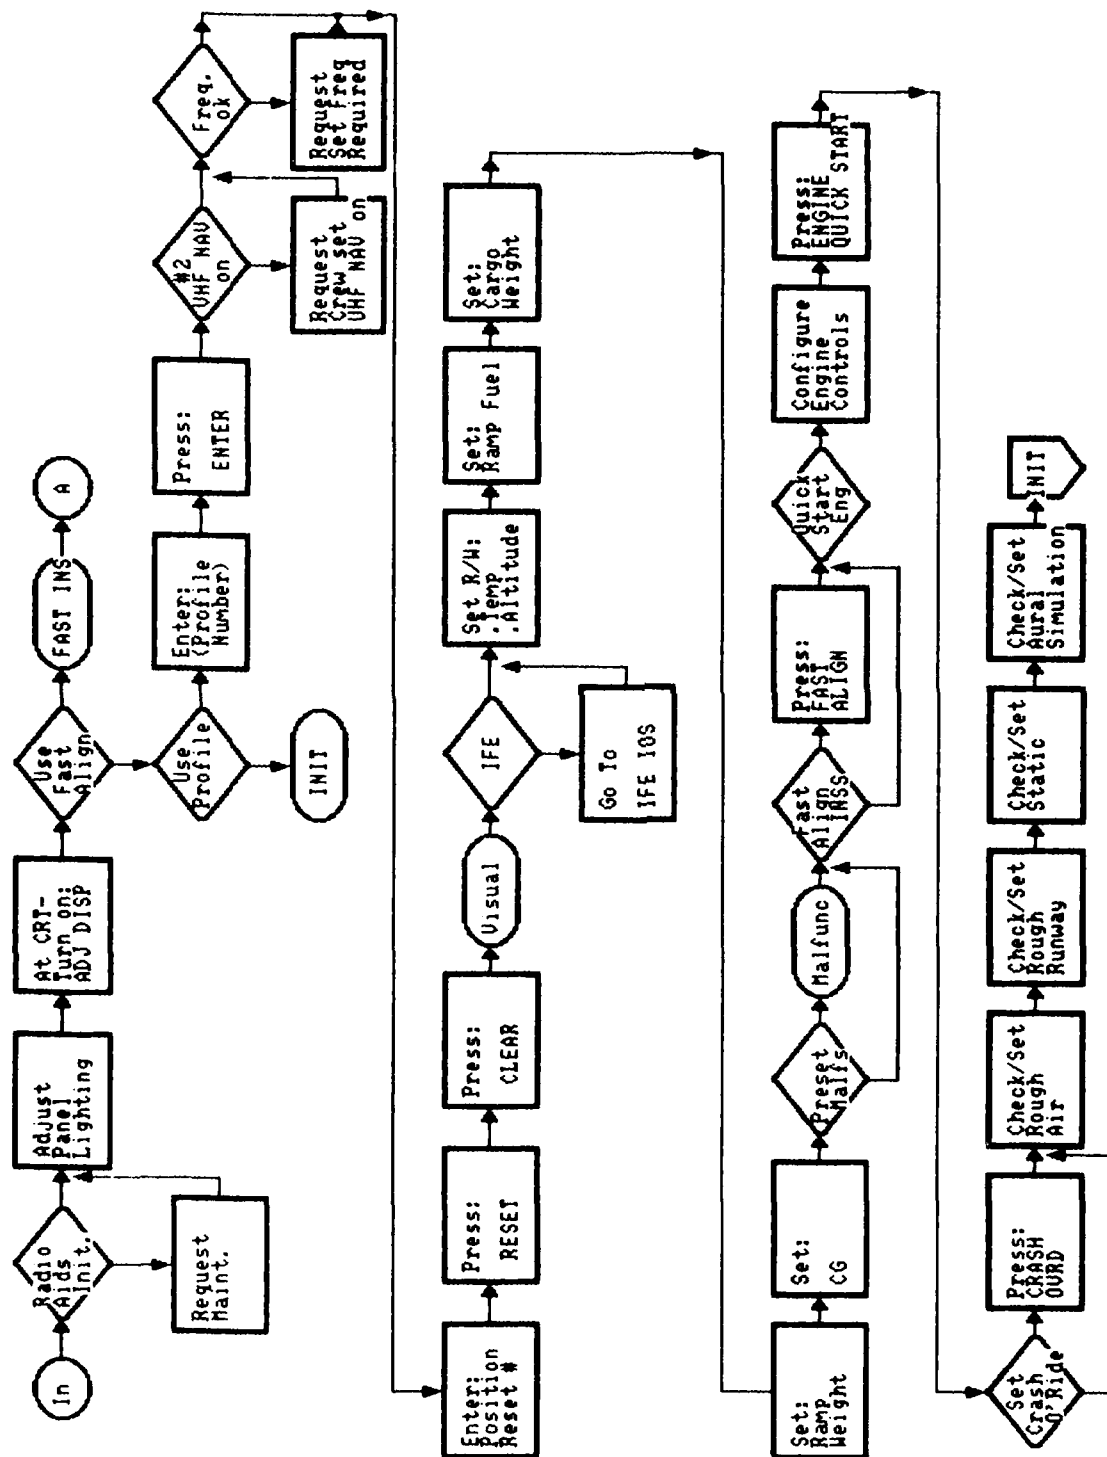 In
Radio
Aids
Init.
Request
Maint.
Adjust
Panel
Lighting
At CRT-
Turn on:
ADJ DISP
Use
Fast
Align
FAST INS
A
Use
Profile
INIT
Enter:
(Profile
Number)
Press:
ENTER
#2
UHF NAV
on
Request
Crew set
UHF NAV on
Freq.
ok
Request
Set Freq
Required
Enter:
Position
Reset #
Press:
RESET
Press:
CLEAR
Visual
IFE
Go To
IFE IOS
Set R/W:
.Temp
.Altitude
Set:
Ramp Fuel
Set:
Cargo
Weight
Set:
Ramp
Weight
Set:
CG
Preset
Malfs
Malfunc
Fast
Align
INSS
Press:
FAST
ALIGN
Quick
Start
Eng
Configure
Engine
Controls
Press:
ENGINE
QUICK START
Set
Crash
O'Ride
Press:
CRASH
OVRD
Check/Set
Rough
Air
Check/Set
Rough
Runway
Check/Set
Static
Check/Set
Aural
Simulation
INIT